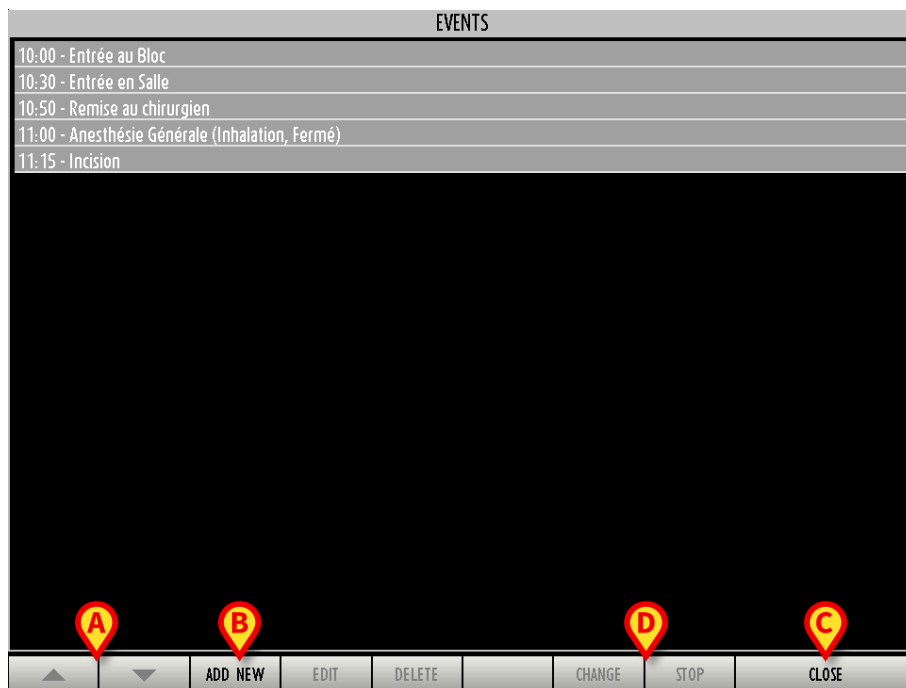 EVENTS
10:00 - Entrée au Bloc
10:30 - Entrée en Salle
10:50 - Remise au chirurgien
11:00 - Anesthésie Générale (Inhalation, Fermé)
11:15 - Incision
A B D C
ADD NEW EDIT DELETE CHANGE STOP CLOSE